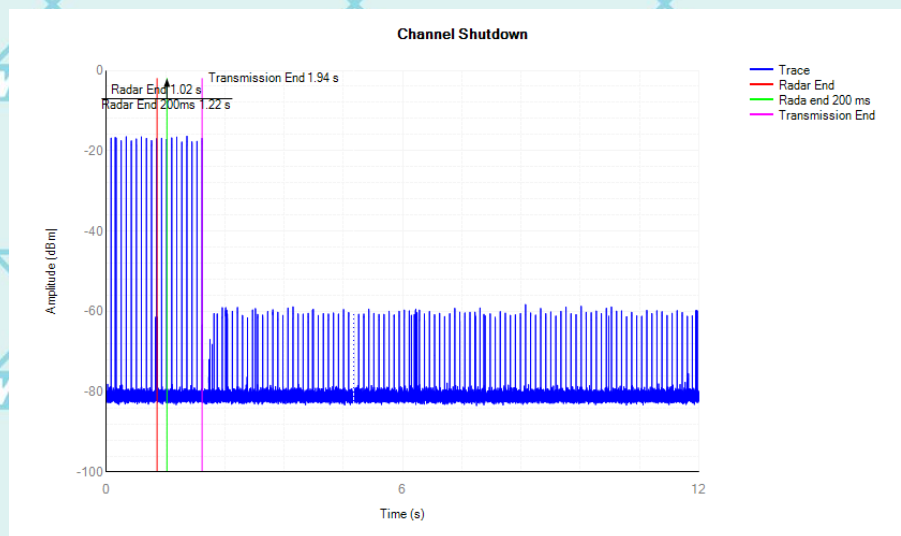 Channel Shutdown
Transmission End 1.94 s
Radar End 1.02 s
Radar End 200ms 1.22 s
Trace
Radar End
Rada end 200 ms
Transmission End
Amplitude [dBm]
0
-20
-40
-60
-80
-100
0
6
12
Time (s)